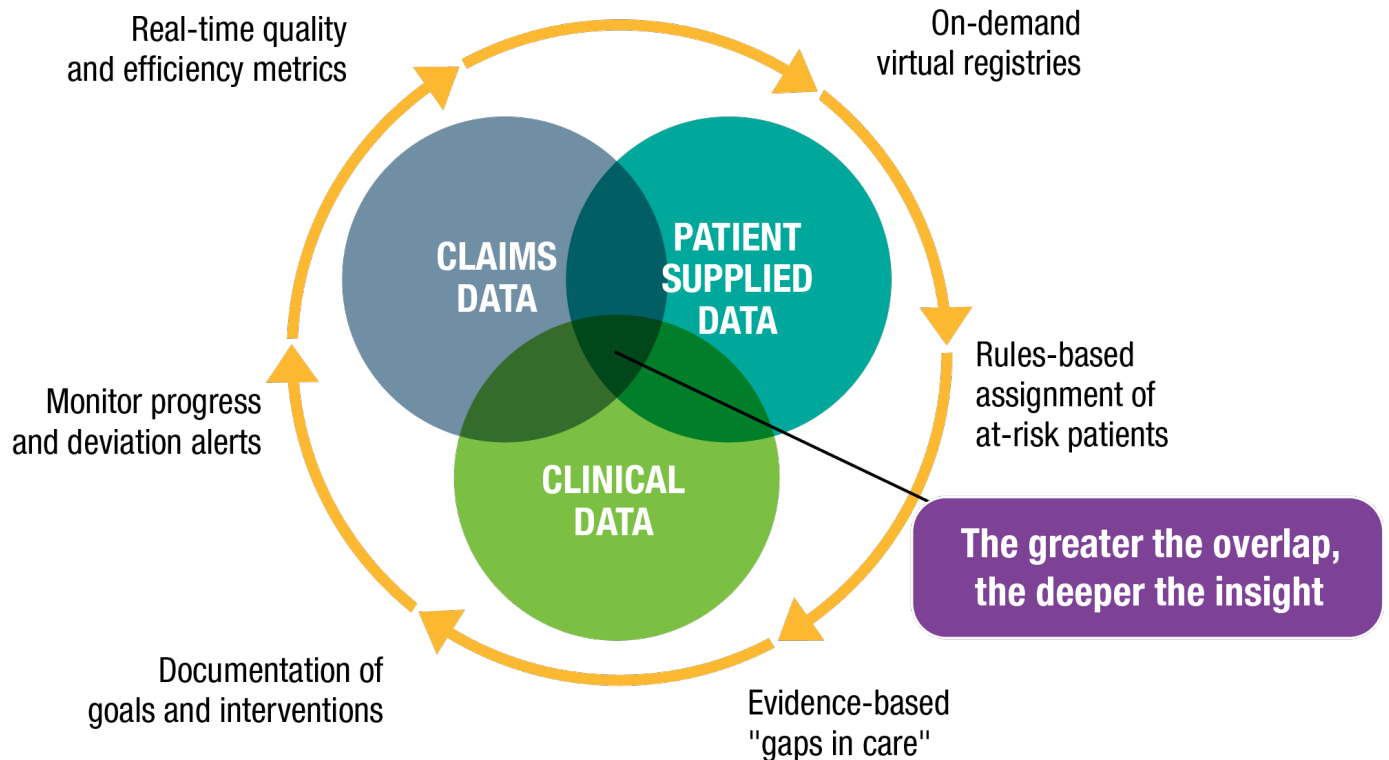 Real-time quality
and efficiency metrics
On-demand
virtual registries
CLAIMS
DATA
PATIENT
SUPPLIED
DATA
Rules-based
assignment of
at-risk patients
Monitor progress
and deviation alerts
CLINICAL
DATA
The greater the overlap,
the deeper the insight
Documentation of
goals and interventions
Evidence-based
"gaps in care"